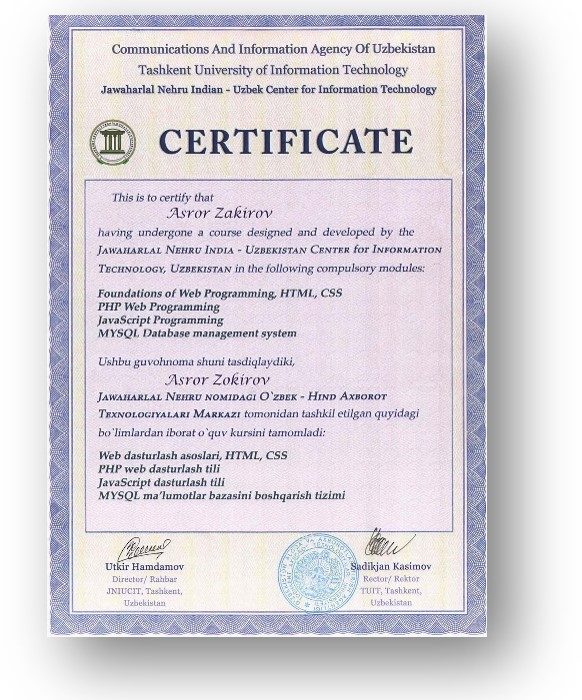 Communications And Information Agency Of Uzbekistan
Tashkent University of Information Technology
Jawaharlal Nehru Indian - Uzbek Center for Information Technology
CERTIFICATE
This is to certify that
Asror Zakirov
having undergone a course designed and developed by the
Jawaharlal Nehru India - Uzbekistan Center for Information
Technology, Uzbekistan in the following compulsory modules:
Foundations of Web Programming, HTML, CSS
PHP Web Programming
JavaScript Programming
MYSQL Database management system
Ushbu guvohnoma shuni tasdiqlaydiki,
Asror Zokirov
Jawaharlal Nehru nomidagi O`zbek - Hind Axborot
Texnologiyalari Markazi tomonidan tashkil etilgan quyidagi
bo`limlardan iborat o`quv kursini tamomladi:
Web dasturlash asoslari, HTML, CSS
PHP web dasturlash tili
JavaScript dasturlash tili
MYSQL ma'lumotlar bazasini boshqarish tizimi
Utkir Hamdamov
Director/ Rahbar
JNIUCIT, Tashkent,
Uzbekistan
Sadikjan Kasimov
Rector/ Rektor
TUIT, Tashkent,
Uzbekistan